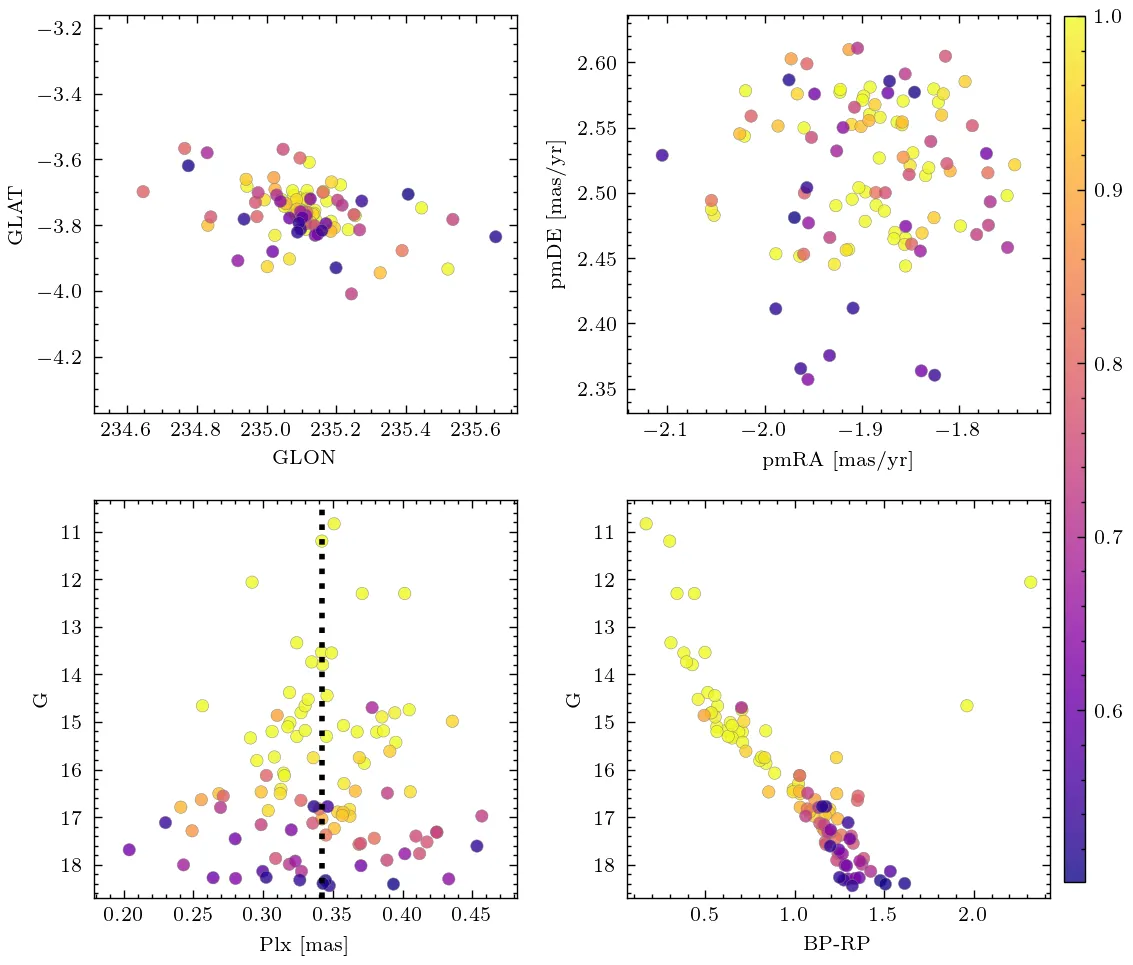 −3.2
−3.4
−3.6
−3.8
−4.0
−4.2
GLAT
234.6 234.8 235.0 235.2 235.4 235.6
GLON
2.60
2.55
2.50
2.45
2.40
2.35
pmDE [mas/yr]
−2.1 −2.0 −1.9 −1.8
pmRA [mas/yr]
1.0
0.9
0.8
0.7
0.6
11
12
13
14
15
16
17
18
G
0.20 0.25 0.30 0.35 0.40 0.45
Plx [mas]
11
12
13
14
15
16
17
18
G
0.5 1.0 1.5 2.0
BP-RP